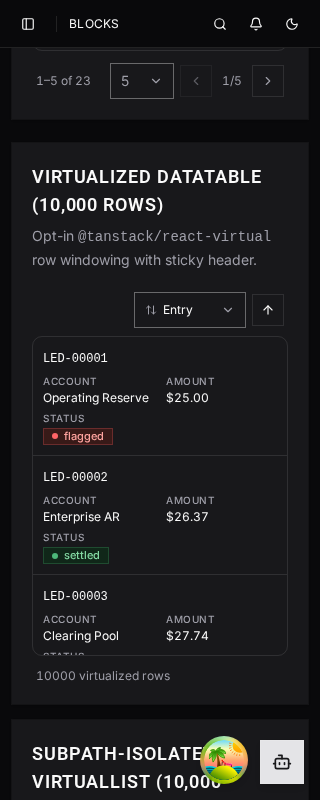 BLOCKS
1–5 of 23
5
1/5
VIRTUALIZED DATATABLE
(10,000 ROWS)
Opt-in @tanstack/react-virtual
row windowing with sticky header.
Entry
LED-00001
ACCOUNT AMOUNT
Operating Reserve $25.00
STATUS
flagged
LED-00002
ACCOUNT AMOUNT
Enterprise AR $26.37
STATUS
settled
LED-00003
ACCOUNT AMOUNT
Clearing Pool $27.74
STATUS
10000 virtualized rows
SUBPATH-ISOLATE
VIRTUALLIST (10,000